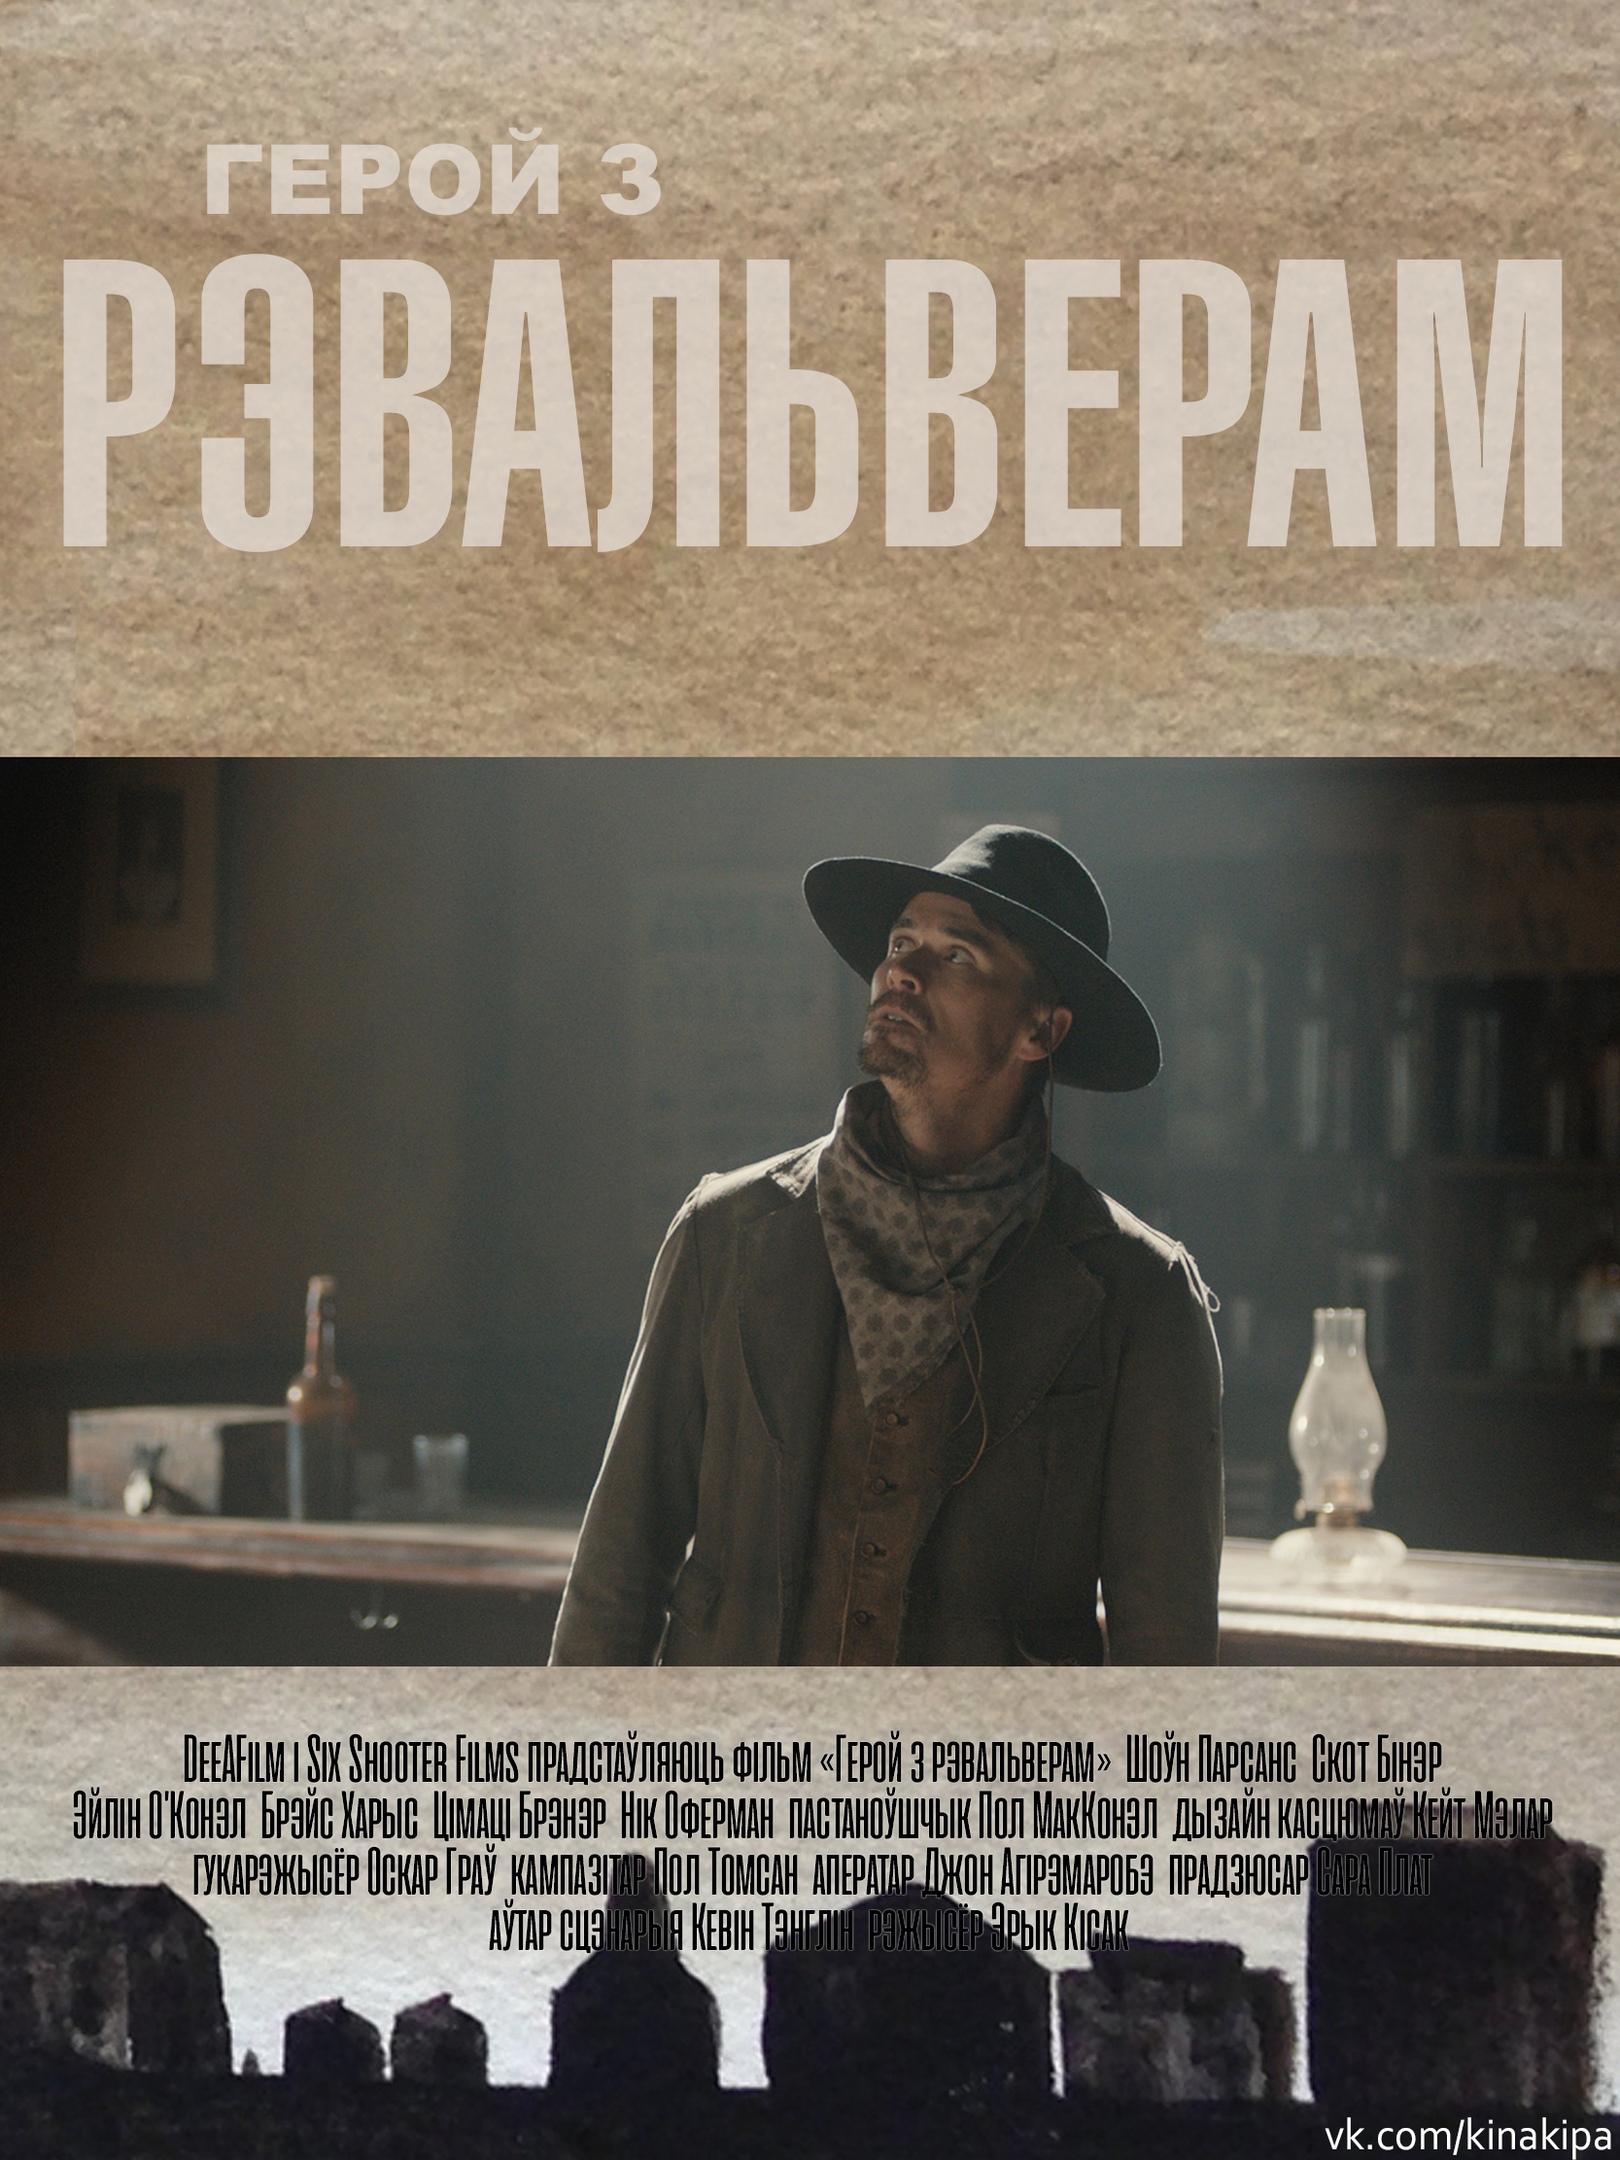 ГЕРОЙ З
РЭВАЛЬВЕРАМ
DeeAFilm і Six Shooter Films прадстаўляюць фільм «Герой з рэвальверам» Шоўн Парсанс Скот Бінэр
Эйлін О'Конэл Брэйс Харыс Цімаці Брэнэр Нік Оферман пастаноўшчык Пол МакКонэл дызайн касцюмаў Кейт Мэлар
гукарэжысёр Оскар Граў кампазітар Пол Томсан аператар Джон Агірэмаробэ прадзюсар Сара Плат
аўтар сцэнарыя Кевін Тэнглін рэжысёр Эрык Кісак
vk.com/kinakipa